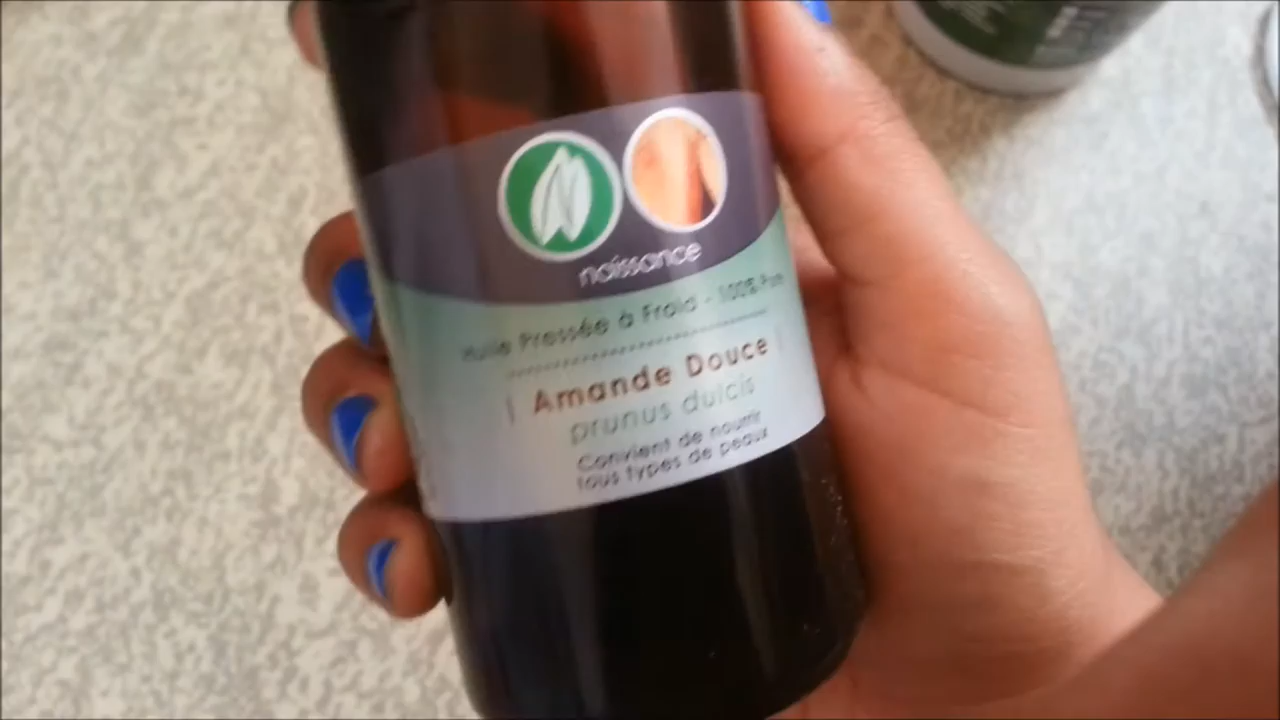 naissance
Huile Pressée à Froid - 100% Pure
Amande Douce
prunus dulcis
Convient de nourrir
tous types de peaux